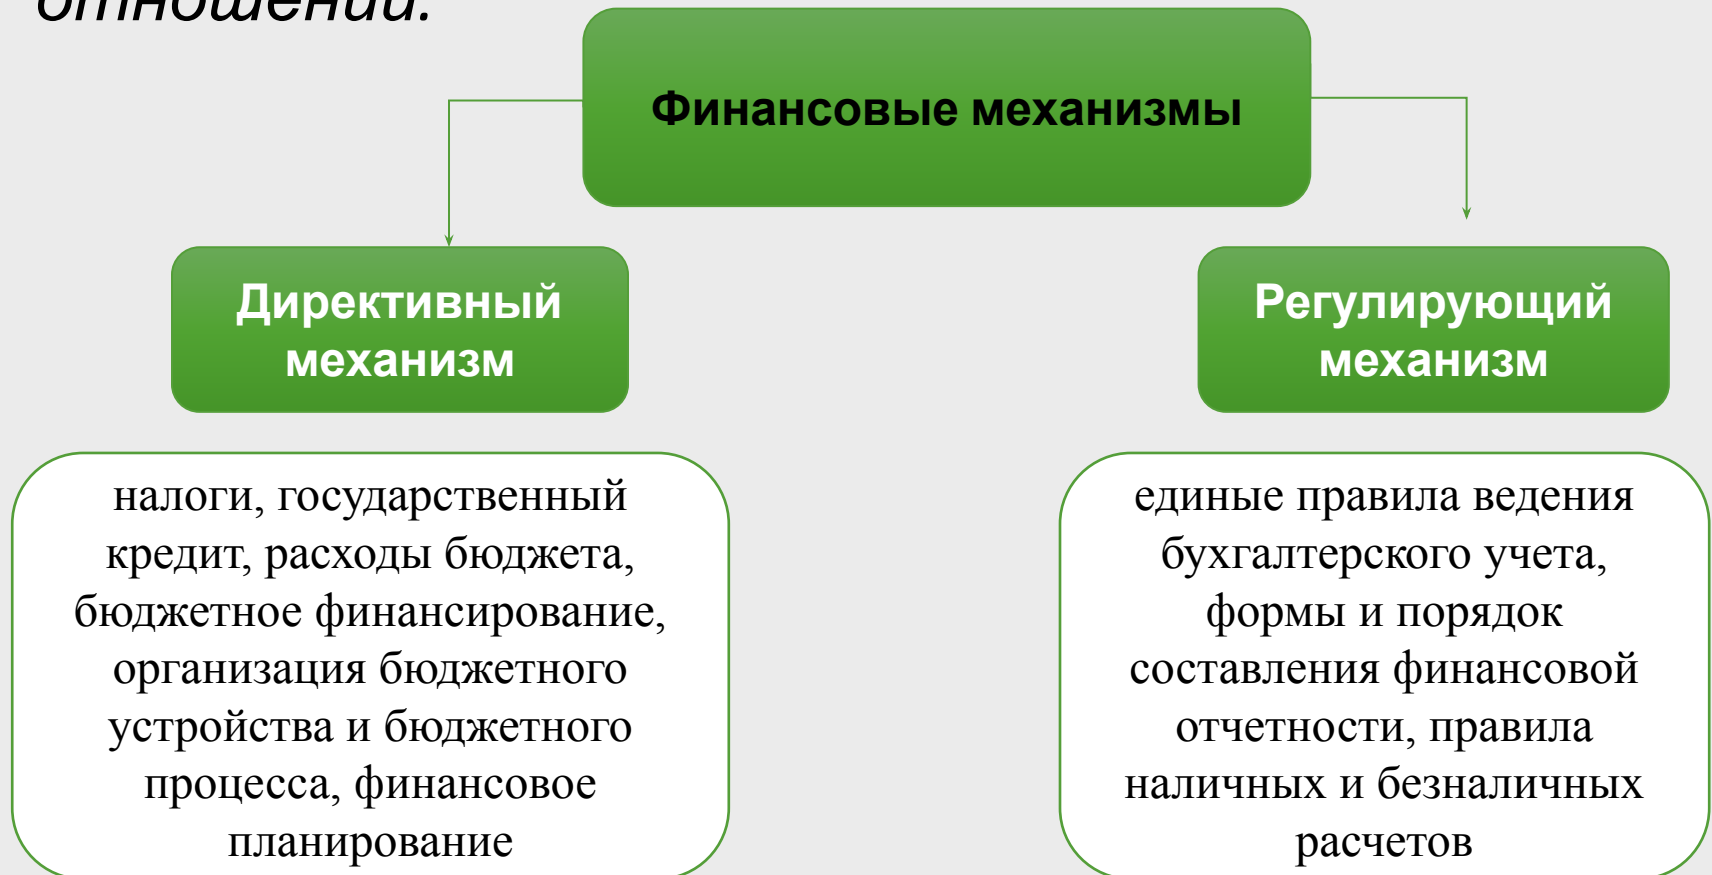 отношений.
Финансовые механизмы
Директивный
механизм
налоги, государственный
кредит, расходы бюджета,
бюджетное финансирование,
организация бюджетного
устройства и бюджетного
процесса, финансовое
планирование
Регулирующий
механизм
единые правила ведения
бухгалтерского учета,
формы и порядок
составления финансовой
отчетности, правила
наличных и безналичных
расчетов